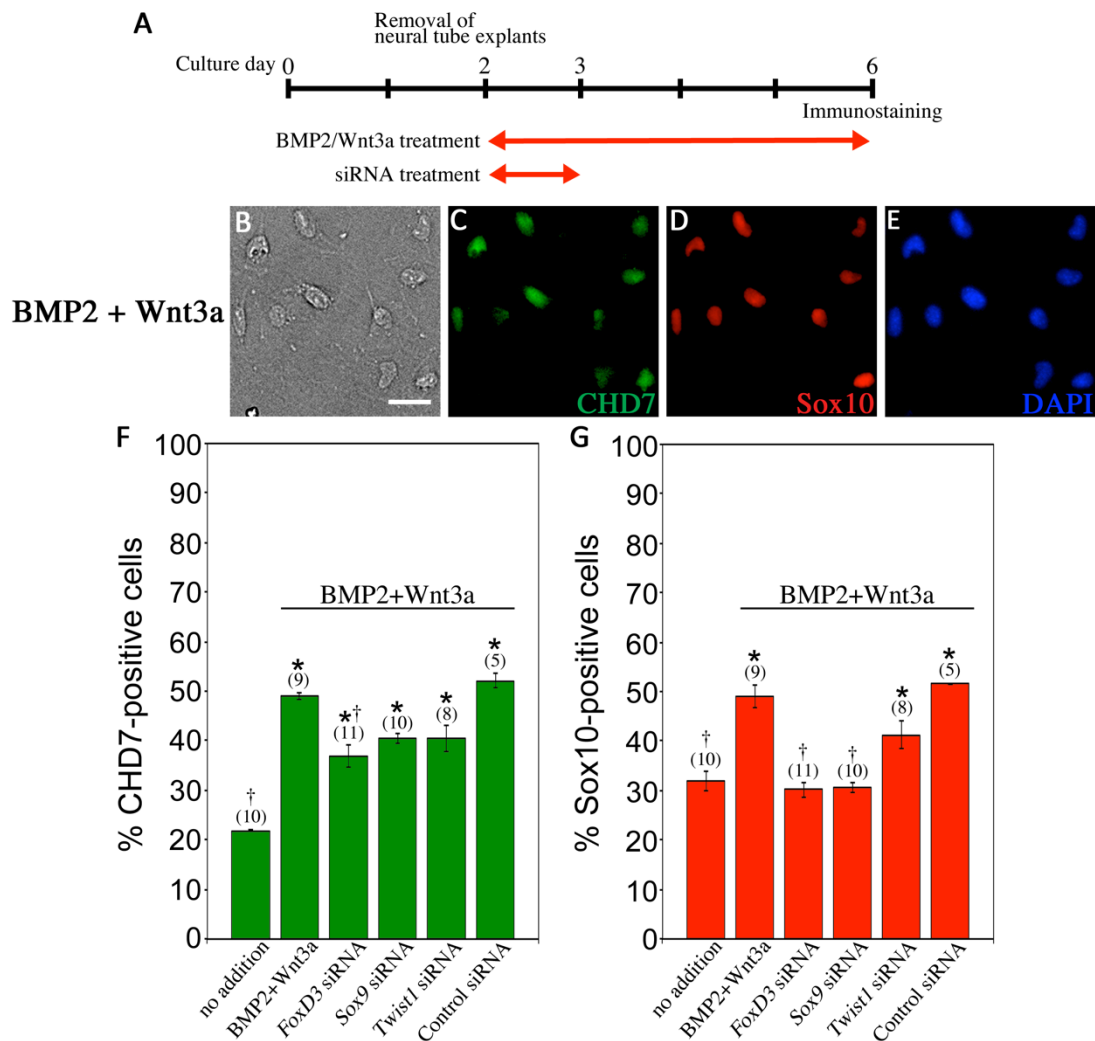 A
Removal of
neural tube explants
Culture day 0 2 3 6
Immunostaining
BMP2/Wnt3a treatment
siRNA treatment
BMP2 + Wnt3a
B C D E
CHD7 Sox10 DAPI
F
% CHD7-positive cells
100
90
80
70
60
50
40
30
20
10
0
BMP2+Wnt3a
†
(10)
*
(9)
*†
(11)
*
(10)
*
(8)
*
(5)
no addition
BMP2+Wnt3a
FoxD3 siRNA
Sox9 siRNA
Twist1 siRNA
Control siRNA
G
% Sox10-positive cells
100
90
80
70
60
50
40
30
20
10
0
BMP2+Wnt3a
†
(10)
*
(9)
†
(11)
†
(10)
*
(8)
*
(5)
no addition
BMP2+Wnt3a
FoxD3 siRNA
Sox9 siRNA
Twist1 siRNA
Control siRNA